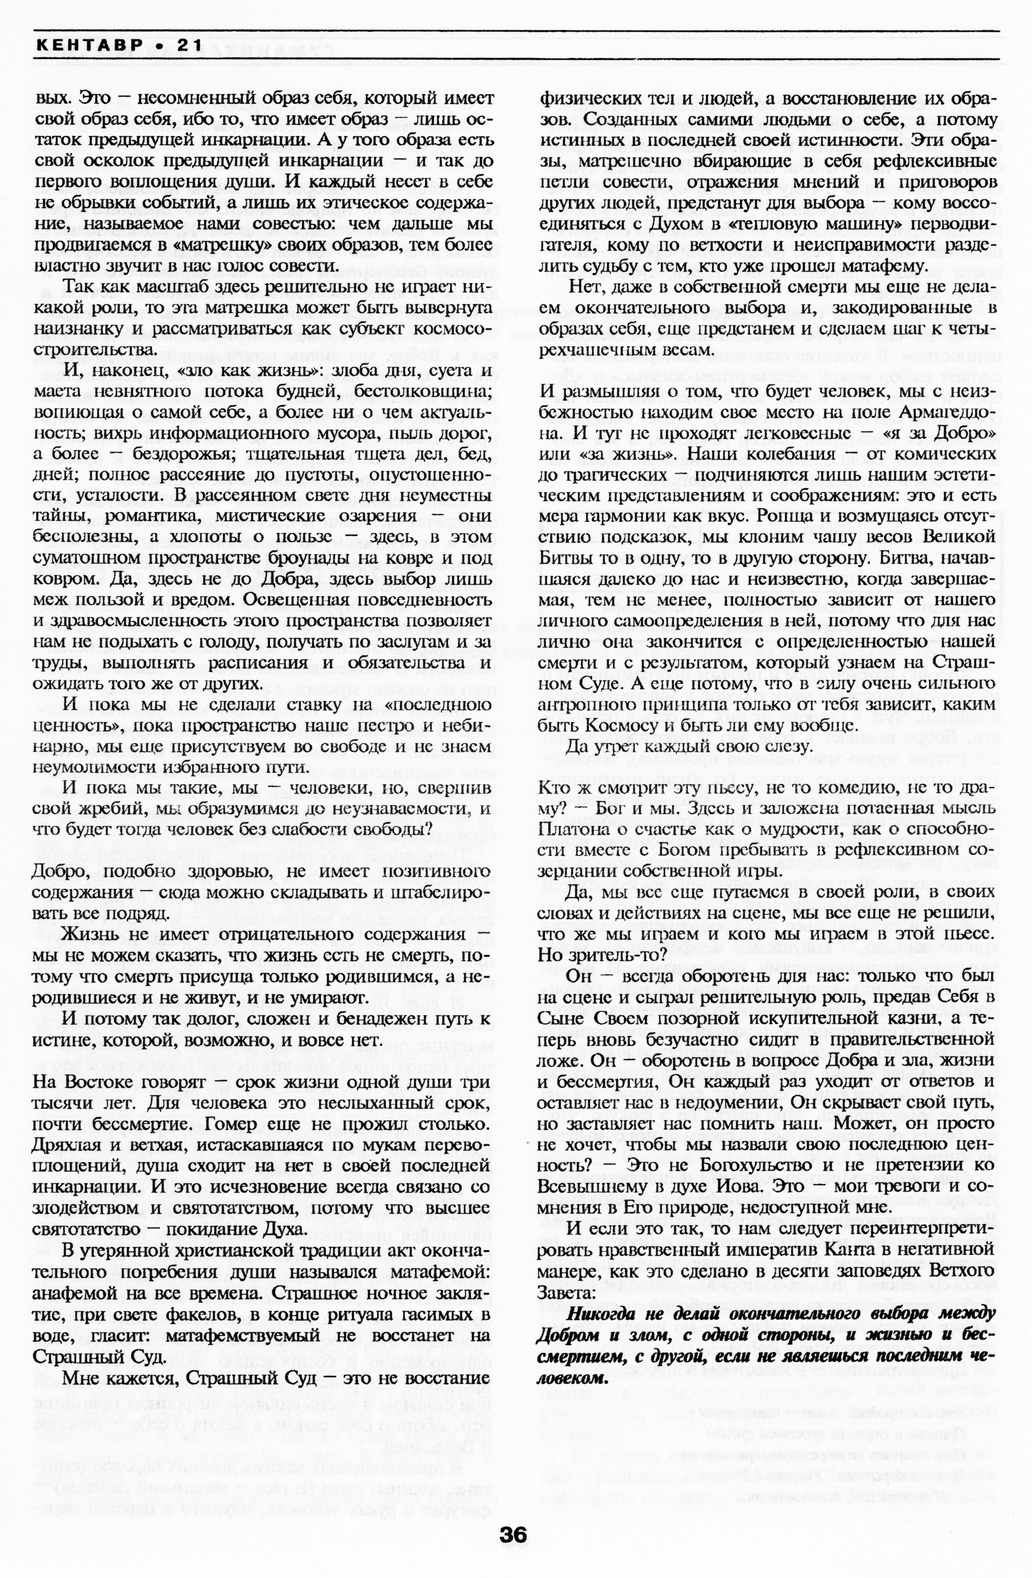 КЕНТАВР • 21
вых. Это — несомненный образ себя, который имеет
свой образ себя, ибо то, что имеет образ — лишь ос-
таток предыдущей инкарнации. А у того образа есть
свой осколок предыдущей инкарнации — и так до
первого воплощения души. И каждый несет в себе
не обрывки событий, а лишь их этическое содержа-
ние, называемое нами совестью: чем дальше мы
продвигаемся в «матрешку» своих образов, тем более
властно звучит в нас голос совести.
Так как масштаб здесь решительно не играет ни-
какой роли, то эта матрешка может быть вывернута
наизнанку и рассматриваться как субъект космосо-
строительства.
И, наконец, «зло как жизнь»: злоба дня, суета и
маета невнятного потока будней, бестолковщина;
вопиющая о самой себе, а более ни о чем актуаль-
ность; вихрь информационного мусора, пыль дорог,
а более — бездорожья; тщательная тщета дел, бед,
дней; полное рассеяние до пустоты, опустошенно-
сти, усталости. В рассеянном свете дня неуместны
тайны, романтика, мистические озарения — они
бесполезны, а хлопоты о пользе — здесь, в этом
суматошном пространстве броунады на ковре и под
ковром. Да, здесь не до Добра, здесь выбор лишь
меж пользой и вредом. Освещенная повседневность
и здравосмысленность этого пространства позволяет
нам не подыхать с голоду, получать по заслугам и за
труды, выполнять расписания и обязательства и
ожидать того же от других.
И пока мы не сделали ставку на «последнюю
ценность», пока пространство наше пестро и неби-
нарно, мы еще присутствуем во свободе и не знаем
неумолимости избранного пути.
И пока мы такие, мы — человеки, но, свершив
свой жребий, мы образумимся до неузнаваемости, и
что будет тогда человек без слабости свободы?
Добро, подобно здоровью, не имеет позитивного
содержания — сюда можно складывать и штабелиро-
вать все подряд.
Жизнь не имеет отрицательного содержания —
мы не можем сказать, что жизнь есть не смерть, по-
тому что смерть присуща только родившимся, а не-
родившиеся и не живут, и не умирают.
И потому так долог, сложен и бенадежен путь к
истине, которой, возможно, и вовсе нет.
На Востоке говорят — срок жизни одной души три
тысячи лет. Для человека это неслыханный срок,
почти бессмертие. Гомер еще не прожил столько.
Дряхлая и ветхая, истаскавшаяся по мукам перево-
площений, душа сходит на нет в своей последней
инкарнации. И это исчезновение всегда связано со
злодейством и святотатством, потому что высшее
святотатство — покидание Духа.
В утерянной христианской традиции акт оконча-
тельного погребения души назывался матафемой:
анафемой на все времена. Страшное ночное закля-
тие, при свете факелов, в конце ритуала гасимых в
воде, гласит: матафемствуемый не восстанет на
Страшный Суд.
Мне кажется, Страшный Суд — это не восстание
физических тел и людей, а восстановление их обра-
зов. Созданных самими людьми о себе, а потому
истинных в последней своей истинности. Эти обра-
зы, матрешечно вбирающие в себя рефлексивные
петли совести, отражения мнений и приговоров
других людей, предстанут для выбора — кому воссо-
единяться с Духом в «тепловую машину» перводви-
гателя, кому по ветхости и неисправимости разде-
лить судьбу с тем, кто уже прошел матафему.
Нет, даже в собственной смерти мы еще не дела-
ем окончательного выбора и, закодированные в
образах себя, еще предстанем и сделаем шаг к четы-
рехчашечным весам.
И размышляя о том, что будет человек, мы с неиз-
бежностью находим свое место на поле Армагеддо-
на. И тут не проходят легковесные — «я за Добро»
или «за жизнь». Наши колебания — от комических
до трагических — подчиняются лишь нашим эстети-
ческим представлениям и соображениям: это и есть
мера гармонии как вкус. Ропща и возмущаясь отсут-
ствию подсказок, мы клоним чашу весов Великой
Битвы то в одну, то в другую сторону. Битва, начав-
шаяся далеко до нас и неизвестно, когда завершае-
мая, тем не менее, полностью зависит от нашего
личного самоопределения в ней, потому что для нас
лично она закончится с определенностью нашей
смерти и с результатом, который узнаем на Страш-
ном Суде. А еще потому, что в силу очень сильного
антропного принципа только от тебя зависит, каким
быть Космосу и быть ли ему вообще.
Да утрет каждый свою слезу.
Кто ж смотрит эту пьесу, не то комедию, не то дра-
му? — Бог и мы. Здесь и заложена потаенная мысль
Платона о счастье как о мудрости, как о способно-
сти вместе с Богом пребывать в рефлексивном со-
зерцании собственной игры.
Да, мы все еще путаемся в своей роли, в своих
словах и действиях на сцене, мы все еще не решили,
что же мы играем и кого мы играем в этой пьесе.
Но зритель-то?
Он — всегда оборотень для нас: только что был
на сцене и сыграл решительную роль, предав Себя в
Сыне Своем позорной искупительной казни, а те-
перь вновь безучастно сидит в правительственной
ложе. Он — оборотень в вопросе Добра и зла, жизни
и бессмертия, Он каждый раз уходит от ответов и
оставляет нас в недоумении, Он скрывает свой путь,
но заставляет нас помнить наш. Может, он просто
не хочет, чтобы мы назвали свою последнюю цен-
ность? — Это не Богохульство и не претензии ко
Всевышнему в духе Иова. Это — мои тревоги и со-
мнения в Его природе, недоступной мне.
И если это так, то нам следует переинтерпрети-
ровать нравственный императив Канта в негативной
манере, как это сделано в десяти заповедях Ветхого
Завета:
Никогда не делай окончательного выбора между
Добром и злом, с одной стороны, и жизнью и бес-
смертием, с другой, если не являешься последним че-
ловеком.
36